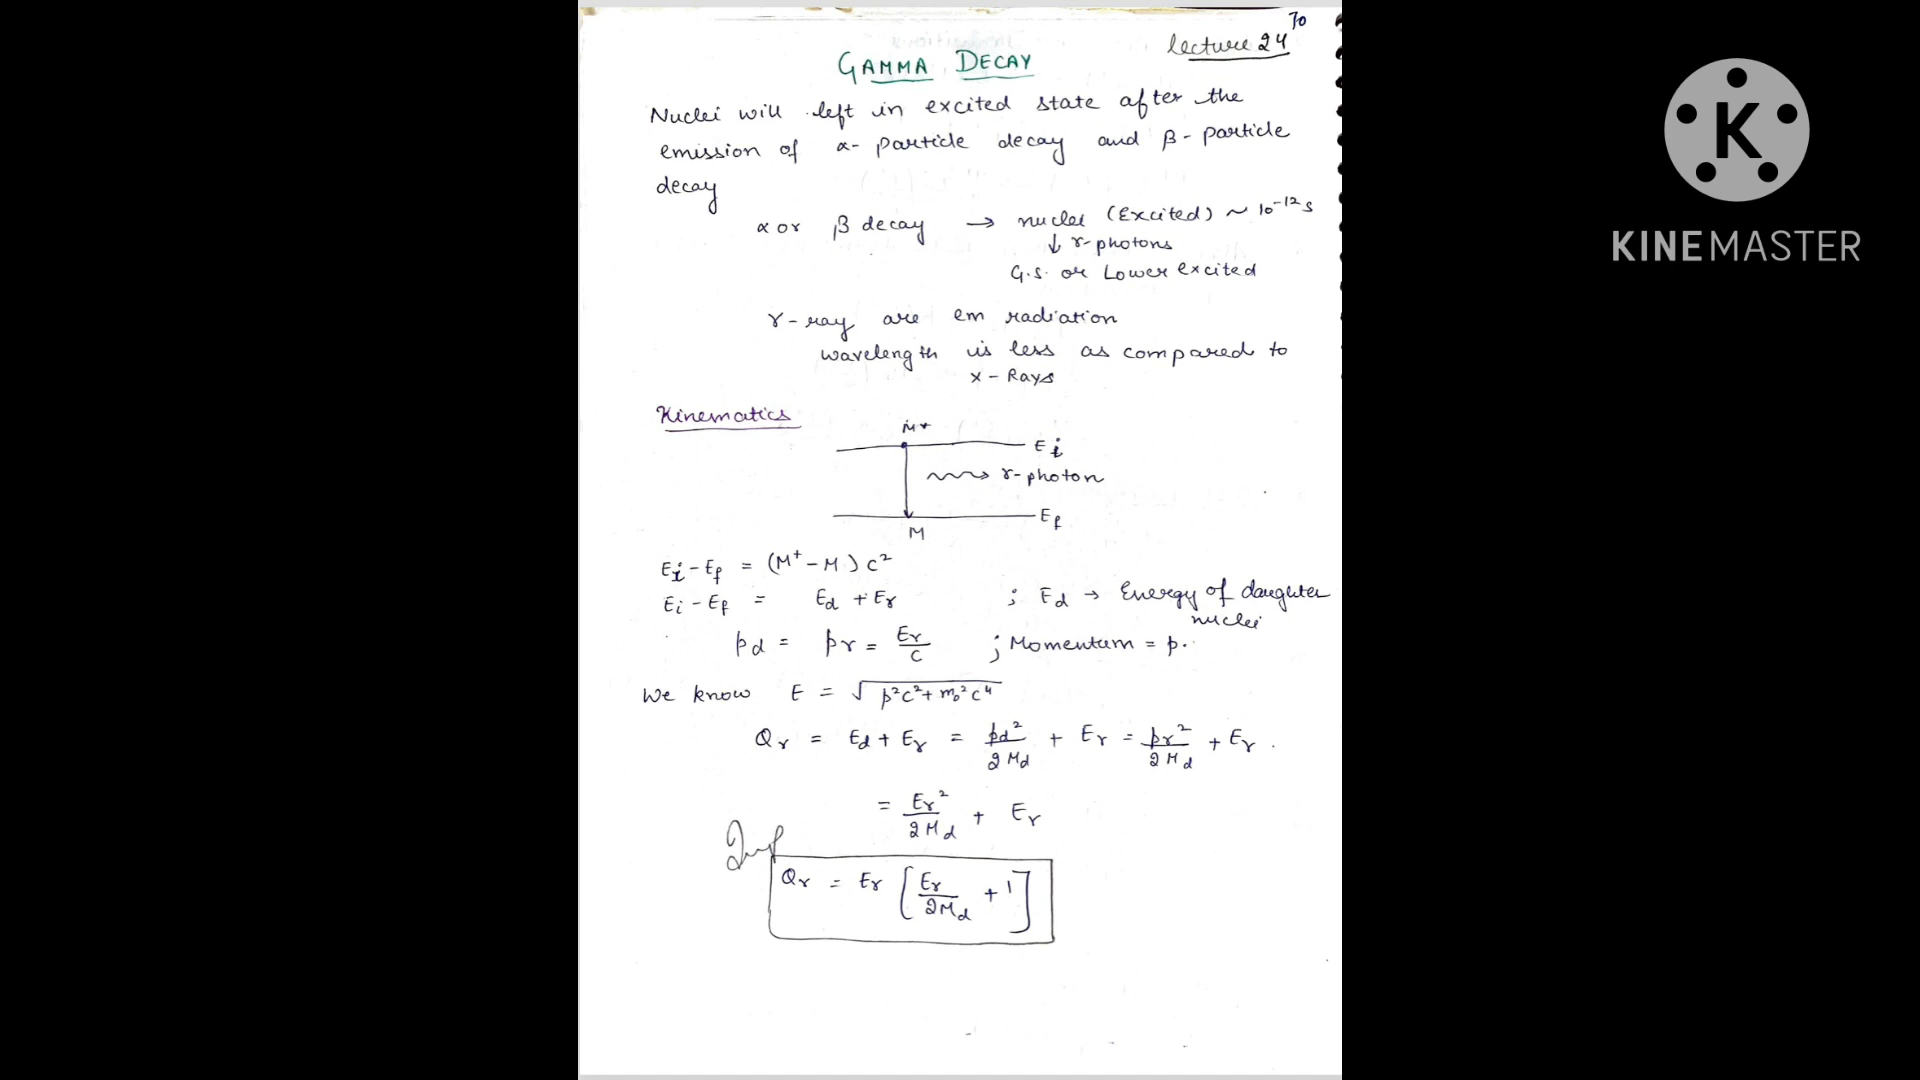 70
Lecture 24
GAMMA DECAY
Nuclei will left in excited state after the
emission of α- particle decay and β- particle
decay
α or β decay → nuclei (Excited) ~ 10⁻¹² s
↓ γ-photons
G.S. or Lower excited
γ-ray are em radiation
wavelength is less as compared to
X-Rays
Kinematics
M*
Ei
γ-photon
Ef
M
Ei - Ef = (M⁺ - M) c²
Ei - Ef = Ed + Eγ ; Ed → Energy of daughter
nuclei
pd = pγ = Eγ/c ; Momentum = p.
We know E = √(p²c² + m₀²c⁴)
Qγ = Ed + Eγ = pd²/2Md + Eγ = pγ²/2Md + Eγ .
= Eγ²/2Md + Eγ
Imp
Qγ = Eγ [Eγ/2Md + 1]
K
KINEMASTER